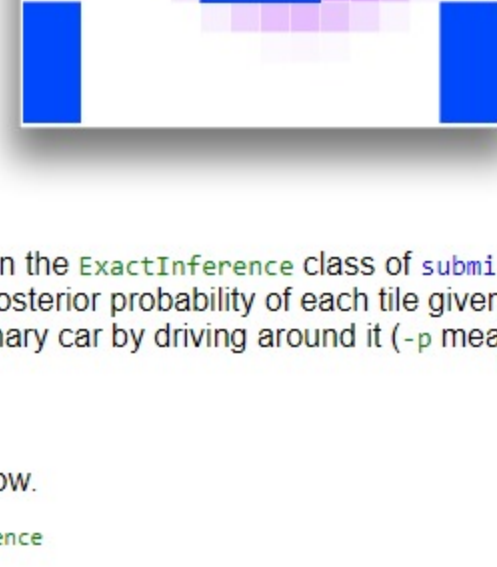 n the ExactInference class of submi
osterior probability of each tile given
nary car by driving around it (-p mea
ow.
ence